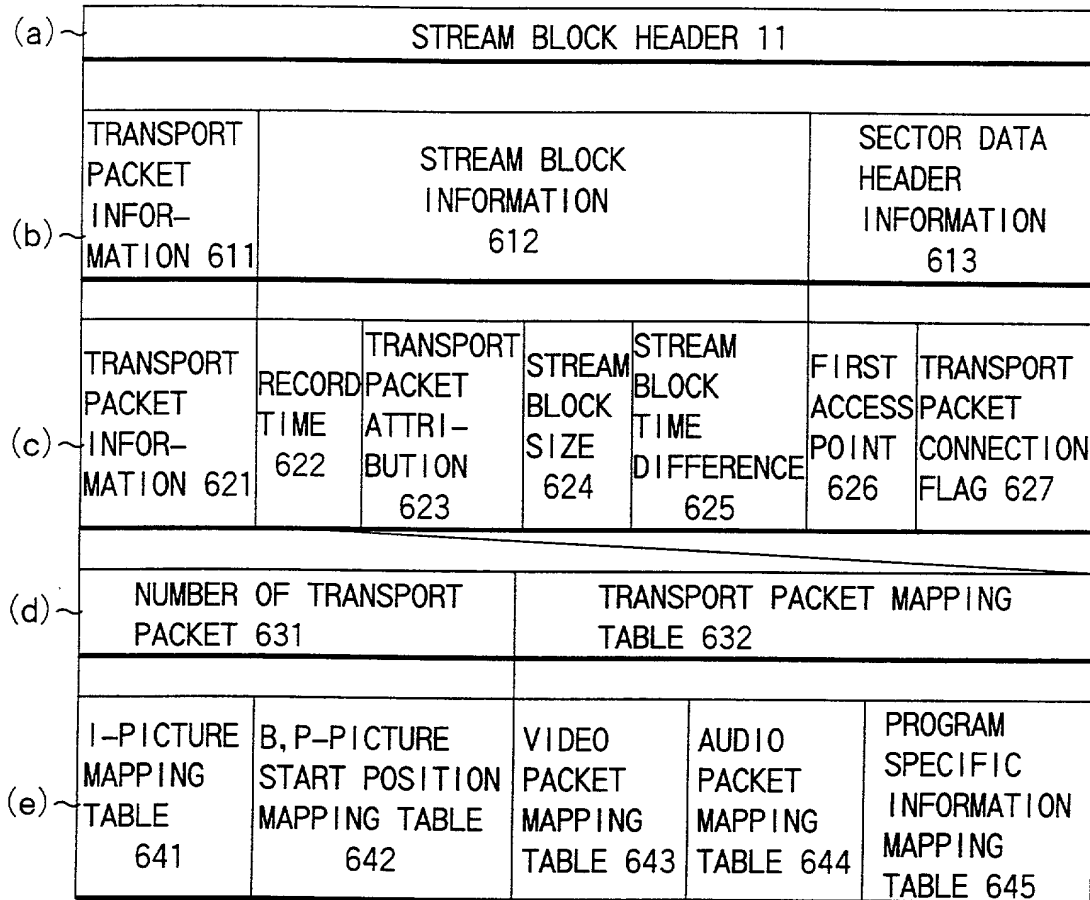 (a)
STREAM BLOCK HEADER 11
(b)
TRANSPORT
PACKET
INFOR-
MATION 611
STREAM BLOCK
INFORMATION
612
SECTOR DATA
HEADER
INFORMATION
613
(c)
TRANSPORT
PACKET
INFOR-
MATION 621
RECORD
TIME
622
TRANSPORT
PACKET
ATTRI-
BUTION
623
STREAM
BLOCK
SIZE
624
STREAM
BLOCK
TIME
DIFFERENCE
625
FIRST
ACCESS
POINT
626
TRANSPORT
PACKET
CONNECTION
FLAG 627
(d)
NUMBER OF TRANSPORT
PACKET 631
TRANSPORT PACKET MAPPING
TABLE 632
(e)
I-PICTURE
MAPPING
TABLE
641
B,P-PICTURE
START POSITION
MAPPING TABLE
642
VIDEO
PACKET
MAPPING
TABLE 643
AUDIO
PACKET
MAPPING
TABLE 644
PROGRAM
SPECIFIC
INFORMATION
MAPPING
TABLE 645